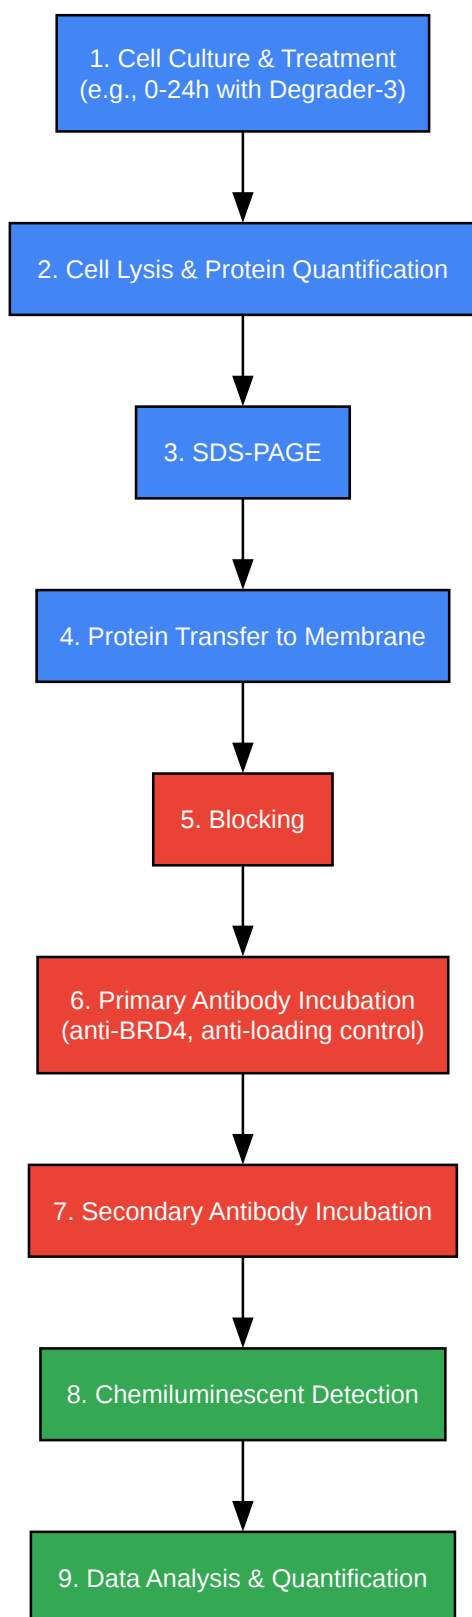 1. Cell Culture & Treatment
(e.g., 0-24h with Degrader-3)
2. Cell Lysis & Protein Quantification
3. SDS-PAGE
4. Protein Transfer to Membrane
5. Blocking
6. Primary Antibody Incubation
(anti-BRD4, anti-loading control)
7. Secondary Antibody Incubation
8. Chemiluminescent Detection
9. Data Analysis & Quantification